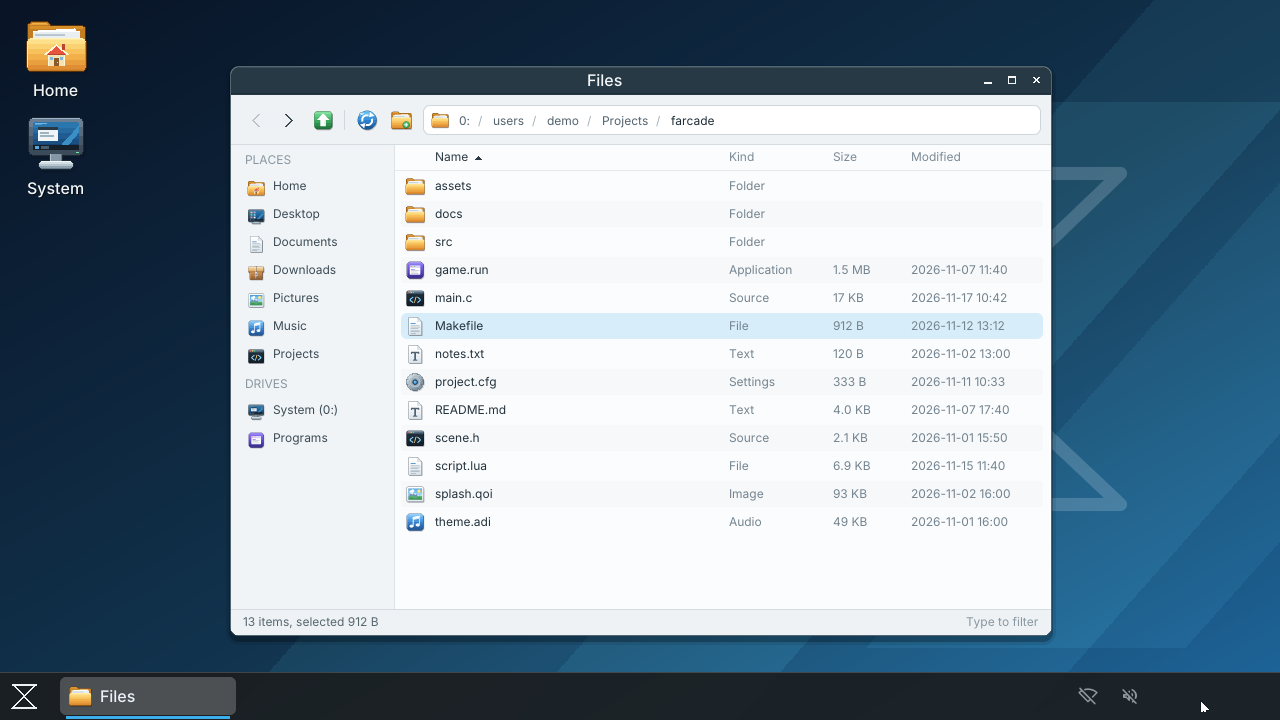 Home
System
Files
0: / users / demo / Projects / farcade
PLACES
Home
Desktop
Documents
Downloads
Pictures
Music
Projects
DRIVES
System (0:)
Programs
Name Kind Size Modified
assets Folder
docs Folder
src Folder
game.run Application 1.5 MB 2026-11-07 11:40
main.c Source 17 KB 2026-11-17 10:42
Makefile File 912 B 2026-11-12 13:12
notes.txt Text 120 B 2026-11-02 13:00
project.cfg Settings 333 B 2026-11-11 10:33
README.md Text 4.0 KB 2026-11-07 17:40
scene.h Source 2.1 KB 2026-11-01 15:50
script.lua File 6.9 KB 2026-11-15 11:40
splash.qoi Image 93 KB 2026-11-02 16:00
theme.adi Audio 49 KB 2026-11-01 16:00
13 items, selected 912 B
Type to filter
Files